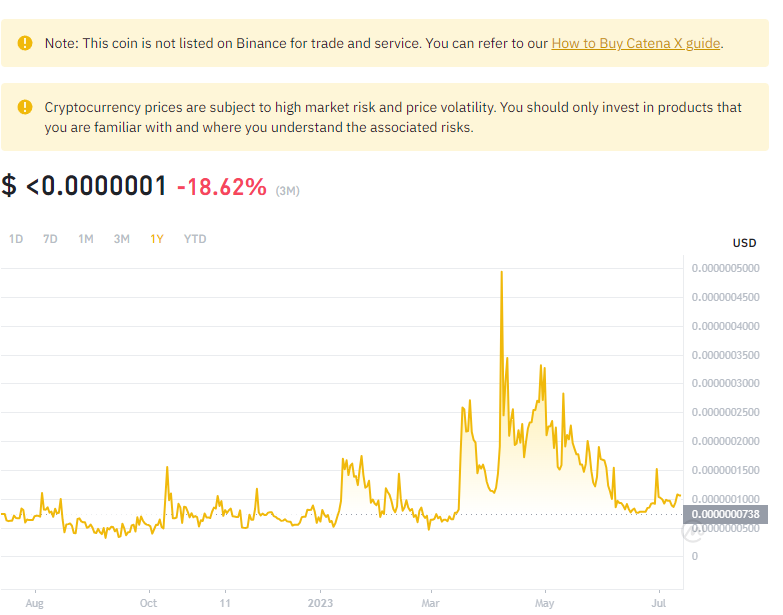 Note: This coin is not listed on Binance for trade and service. You can refer to our How to Buy Catena X guide.
Cryptocurrency prices are subject to high market risk and price volatility. You should only invest in products that
you are familiar with and where you understand the associated risks.
$ <0.0000001 -18.62% (3M)
1D 7D 1M 3M 1Y YTD
USD
0.0000005000
0.0000004500
0.0000004000
0.0000003500
0.0000003000
0.0000002500
0.0000002000
0.0000001500
0.0000001000
0.0000000738
0.0000000500
0
Aug Oct 11 2023 Mar May Jul